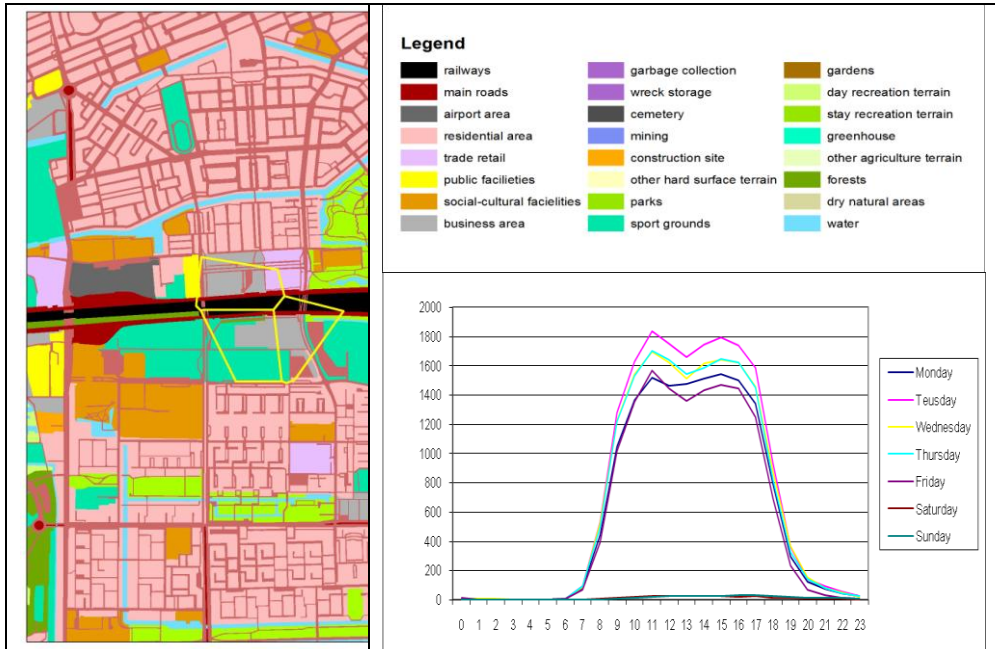 Legend
railways
main roads
airport area
residential area
trade retail
public facilieties
social-cultural facielities
business area
garbage collection
wreck storage
cemetery
mining
construction site
other hard surface terrain
parks
sport grounds
gardens
day recreation terrain
stay recreation terrain
greenhouse
other agriculture terrain
forests
dry natural areas
water
2000
1800
1600
1400
1200
1000
800
600
400
200
0
0 1 2 3 4 5 6 7 8 9 10 11 12 13 14 15 16 17 18 19 20 21 22 23
Monday
Teusday
Wednesday
Thursday
Friday
Saturday
Sunday